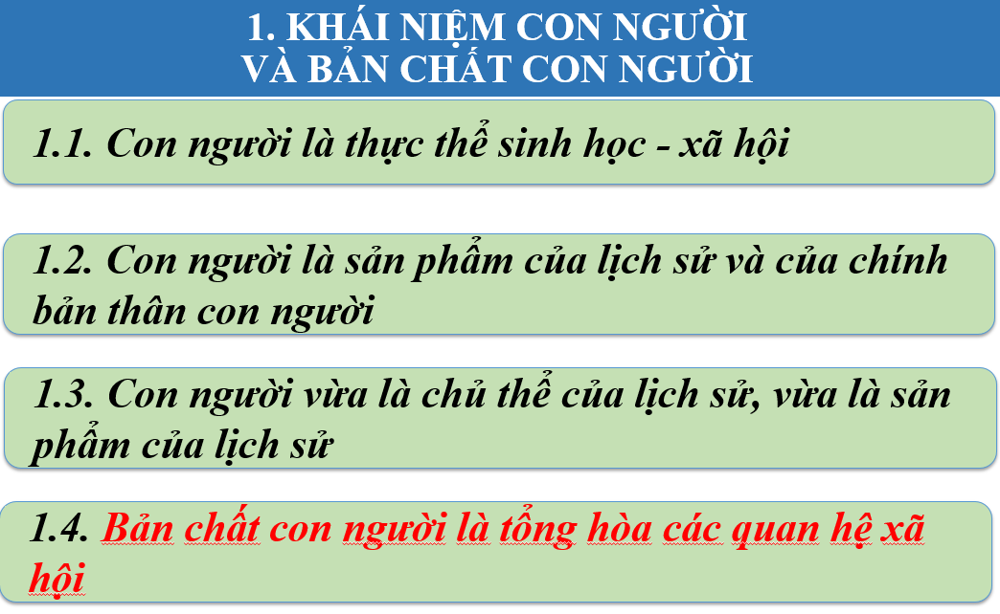 1. KHÁI NIỆM CON NGƯỜI
VÀ BẢN CHẤT CON NGƯỜI
1.1. Con người là thực thể sinh học - xã hội
1.2. Con người là sản phẩm của lịch sử và của chính
bản thân con người
1.3. Con người vừa là chủ thể của lịch sử, vừa là sản
phẩm của lịch sử
1.4. Bản chất con người là tổng hòa các quan hệ xã
hội